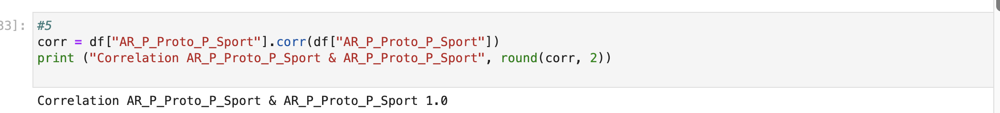 33]: #5
corr = df["AR_P_Proto_P_Sport"].corr(df["AR_P_Proto_P_Sport"])
print ("Correlation AR_P_Proto_P_Sport & AR_P_Proto_P_Sport", round(corr, 2))
Correlation AR_P_Proto_P_Sport & AR_P_Proto_P_Sport 1.0